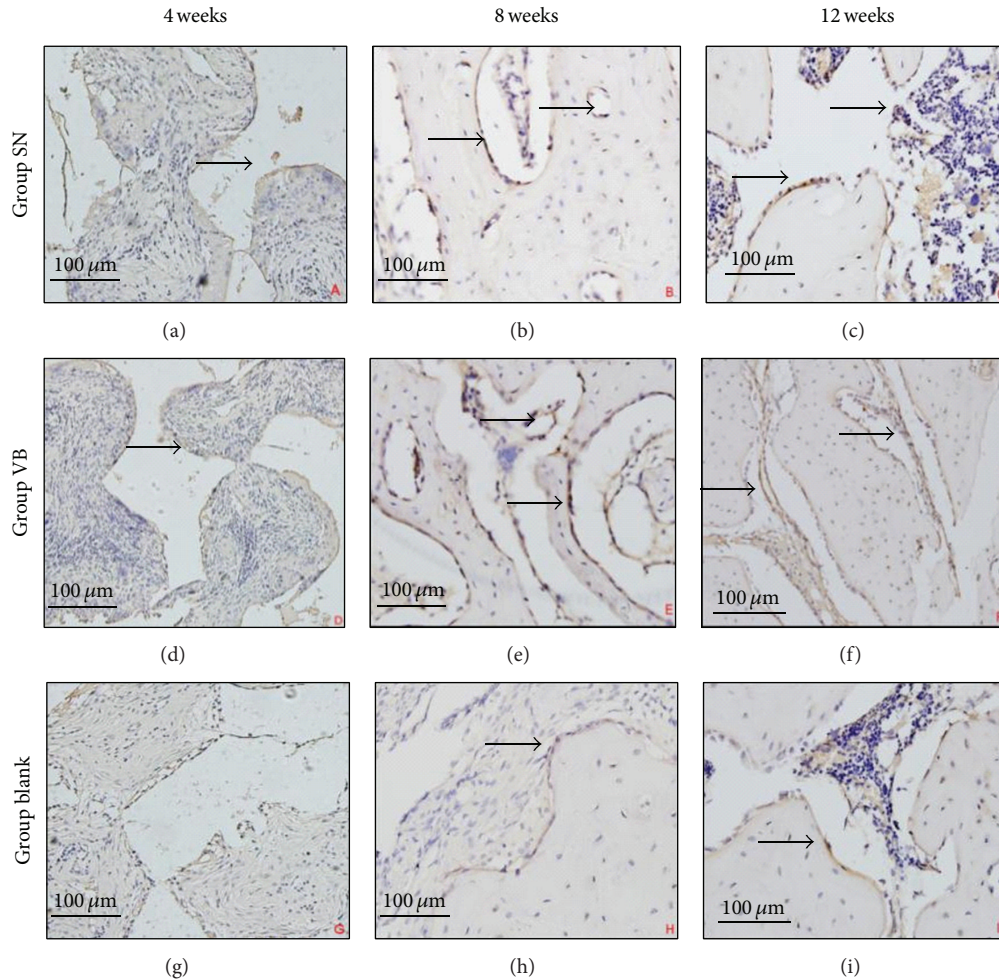 4 weeks 8 weeks 12 weeks
Group SN
100 μm A
100 μm B
100 μm
(a) (b) (c)
Group VB
100 μm D
100 μm E
100 μm
(d) (e) (f)
Group blank
100 μm G
100 μm H
100 μm
(g) (h) (i)